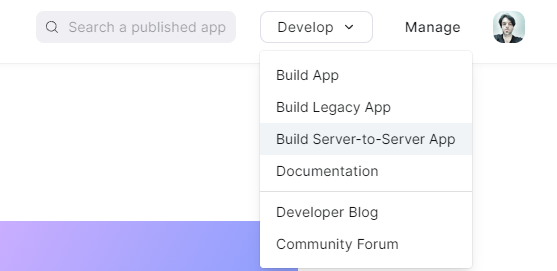 Search a published app
Develop
Manage
Build App
Build Legacy App
Build Server-to-Server App
Documentation
Developer Blog
Community Forum